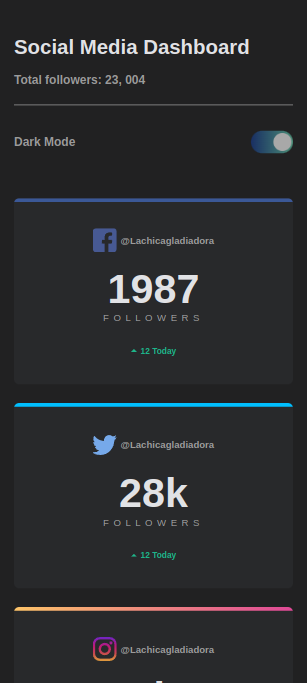 Social Media Dashboard
Total followers: 23, 004
Dark Mode
@Lachicagladiadora
1987
FOLLOWERS
12 Today
@Lachicagladiadora
28k
FOLLOWERS
12 Today
@Lachicagladiadora